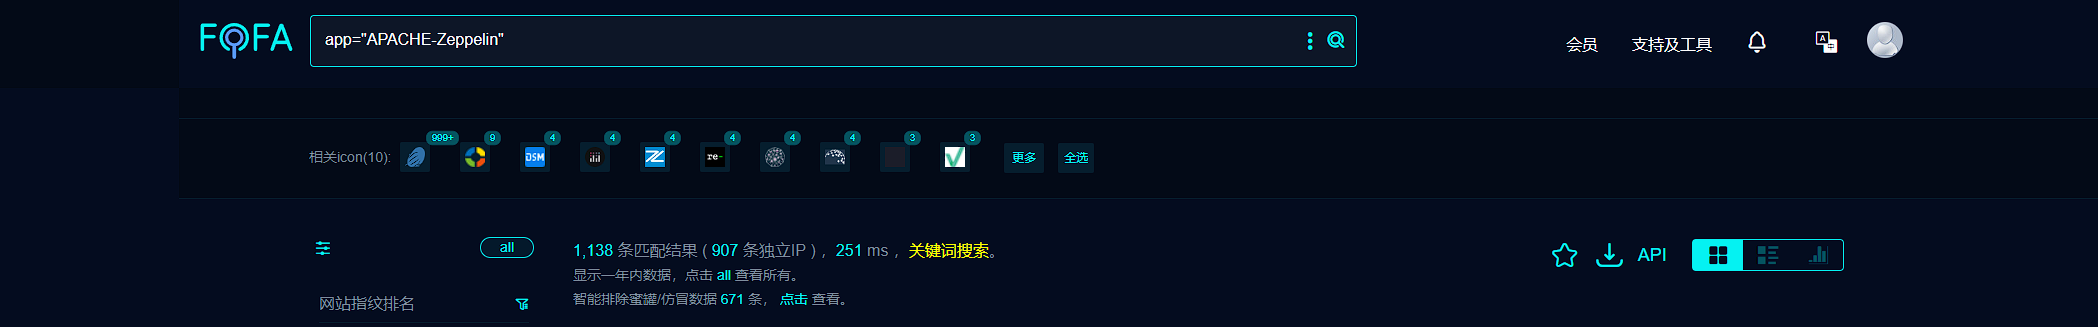 FOFA
app="APACHE-Zeppelin"
会员 支持及工具
相关icon(10): 999+ 9 4 4 4 4 4 4 3 3 更多 全选
DSM
re-
all
1,138 条匹配结果 ( 907 条独立IP ) ，251 ms ，关键词搜索。
API
显示一年内数据，点击 all 查看所有。
智能排除蜜罐/仿冒数据 671 条， 点击 查看。
网站指纹排名